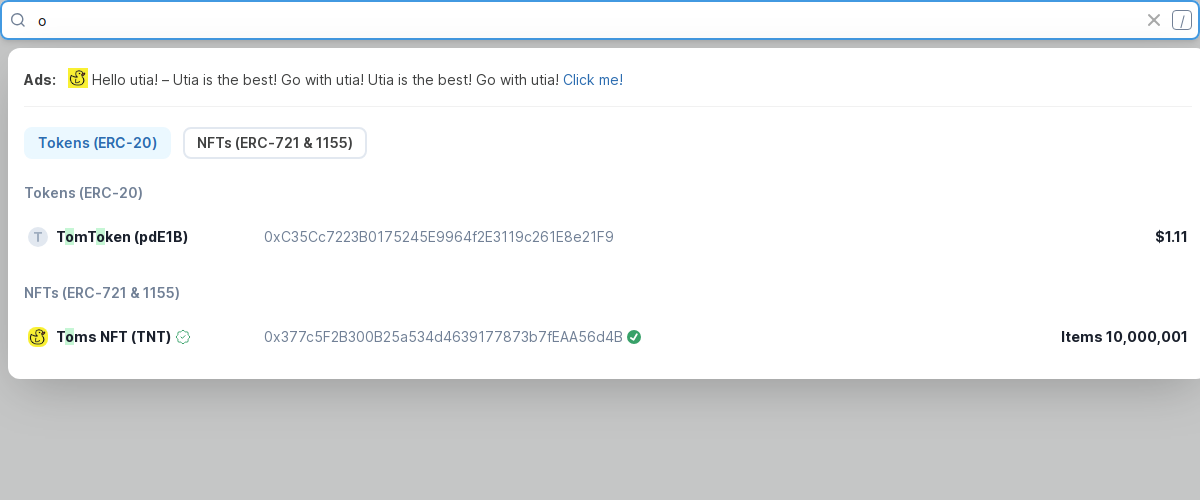 o /
Ads: Hello utia! – Utia is the best! Go with utia! Utia is the best! Go with utia! Click me!
Tokens (ERC-20) NFTs (ERC-721 & 1155)
Tokens (ERC-20)
T TomToken (pdE1B) 0xC35Cc7223B0175245E9964f2E3119c261E8e21F9 $1.11
NFTs (ERC-721 & 1155)
Toms NFT (TNT) 0x377c5F2B300B25a534d4639177873b7fEAA56d4B Items 10,000,001